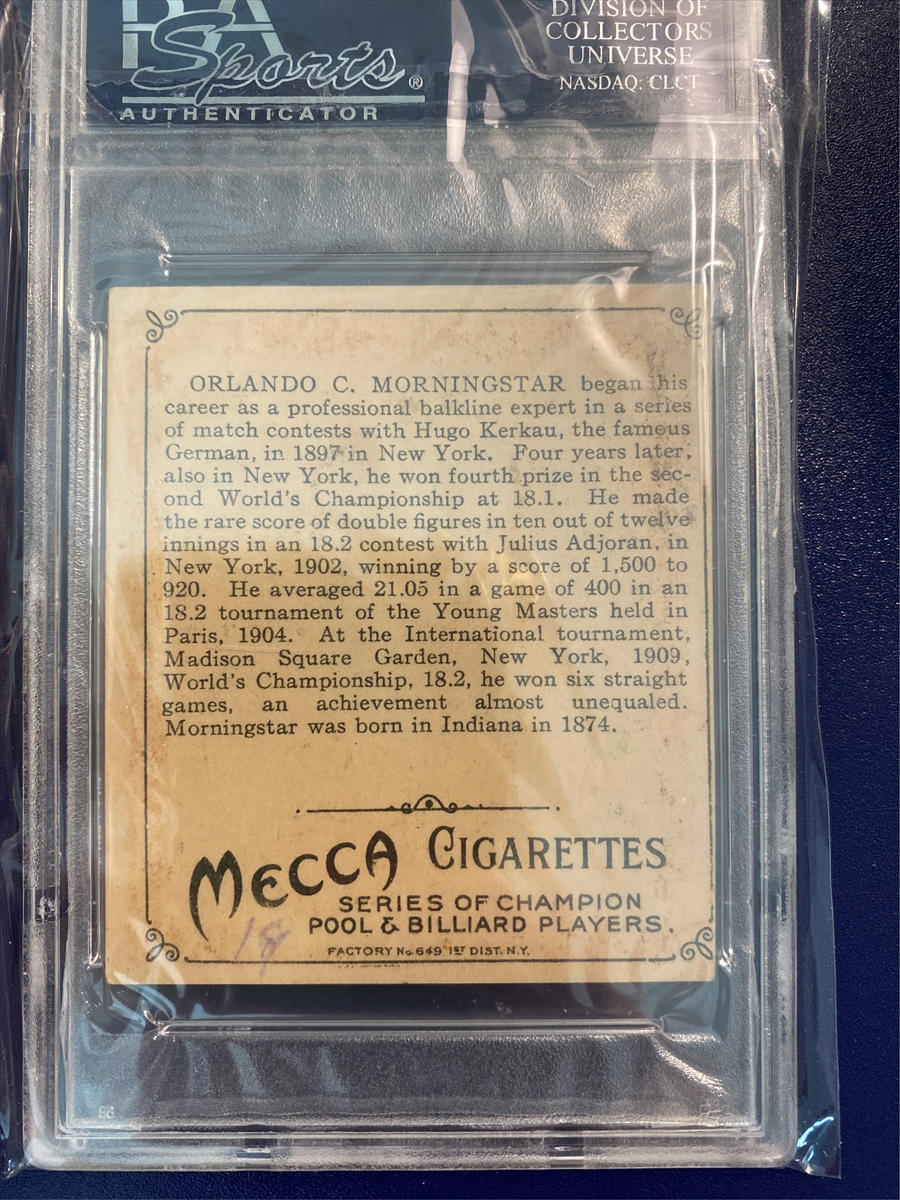 PSA
Sports®
AUTHENTICATOR
DIVISION OF
COLLECTORS
UNIVERSE
NASDAQ: CLCT
ORLANDO C. MORNINGSTAR began his
career as a professional balkline expert in a series
of match contests with Hugo Kerkau, the famous
German, in 1897 in New York. Four years later,
also in New York, he won fourth prize in the sec-
ond World's Championship at 18.1. He made
the rare score of double figures in ten out of twelve
innings in an 18.2 contest with Julius Adjoran, in
New York, 1902, winning by a score of 1,500 to
920. He averaged 21.05 in a game of 400 in an
18.2 tournament of the Young Masters held in
Paris, 1904. At the International tournament,
Madison Square Garden, New York, 1909,
World's Championship, 18.2, he won six straight
games, an achievement almost unequaled.
Morningstar was born in Indiana in 1874.
MECCA CIGARETTES
SERIES OF CHAMPION
POOL & BILLIARD PLAYERS.
FACTORY No. 649 1ST DIST. N.Y.